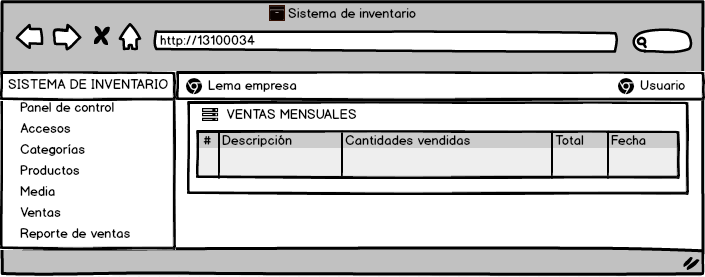 Sistema de inventario
http://13100034
SISTEMA DE INVENTARIO
Lema empresa
Usuario
Panel de control
Accesos
Categorías
Productos
Media
Ventas
Reporte de ventas
VENTAS MENSUALES
# Descripción Cantidades vendidas Total Fecha